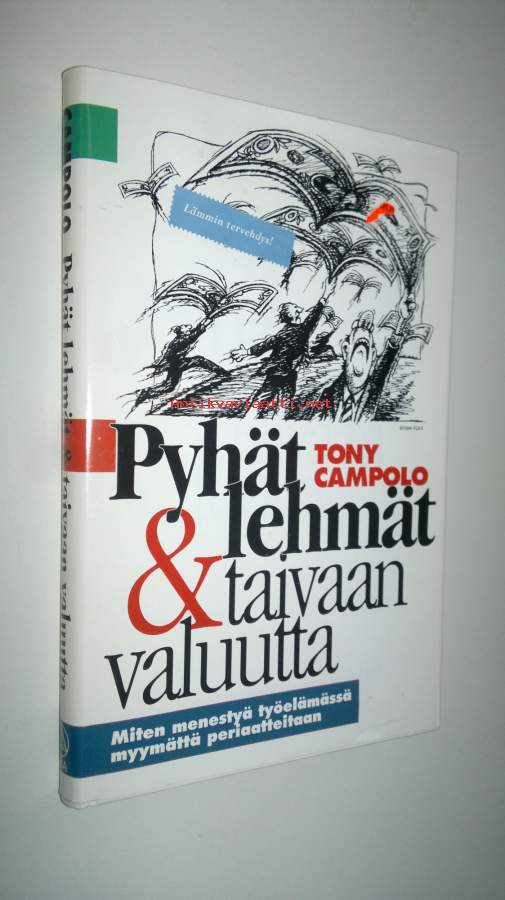 CAMPOLO Pyhät lehmät & taivaan valuutta
Lämmin tervehdys!
antikvariaatti.net
Pyhät
TONY
CAMPOLO
lehmät
& taivaan
valuutta
Miten menestyä työelämässä
myymättä periaatteitaan